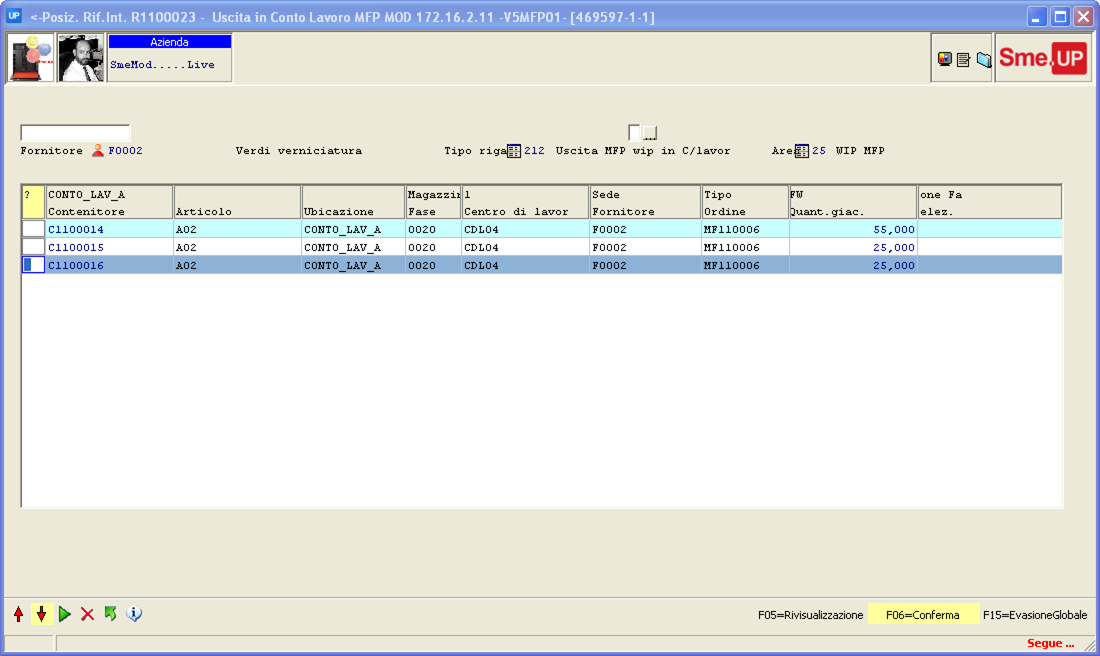 UP <-Posiz. Rif.Int. R1100023 - Uscita in Conto Lavoro MFP MOD 172.16.2.11 -V5MFP01- [469597-1-1]
Azienda
SmeMod.....Live
Sme.UP
...
Fornitore F0002 Verdi verniciatura Tipo riga 212 Uscita MFP wip in C/lavor Area 25 WIP MFP
? CONTO_LAV_A Magazzin l Sede Tipo FW one Fa
Contenitore Articolo Ubicazione Fase Centro di lavor Fornitore Ordine Quant.giac. elez.
C1100014 A02 CONTO_LAV_A 0020 CDL04 F0002 MF110006 55,000
C1100015 A02 CONTO_LAV_A 0020 CDL04 F0002 MF110006 25,000
C1100016 A02 CONTO_LAV_A 0020 CDL04 F0002 MF110006 25,000
F05=Rivisualizzazione F06=Conferma F15=EvasioneGlobale
Segue ...